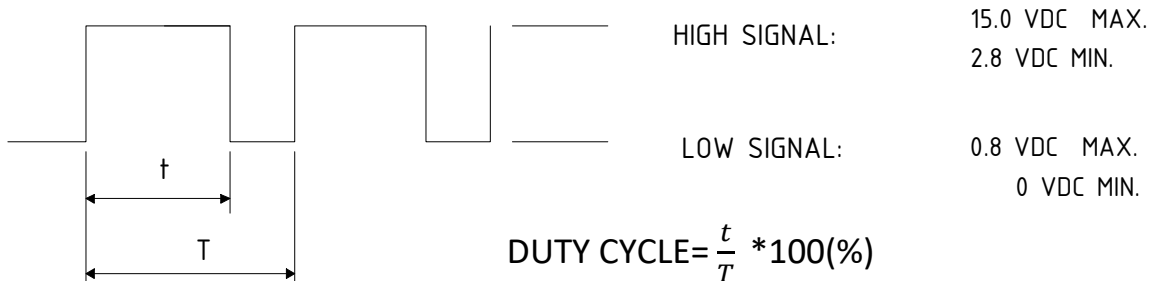 HIGH SIGNAL: 15.0 VDC MAX.
2.8 VDC MIN.
LOW SIGNAL: 0.8 VDC MAX.
0 VDC MIN.
t
T
DUTY CYCLE=t/T *100(%)